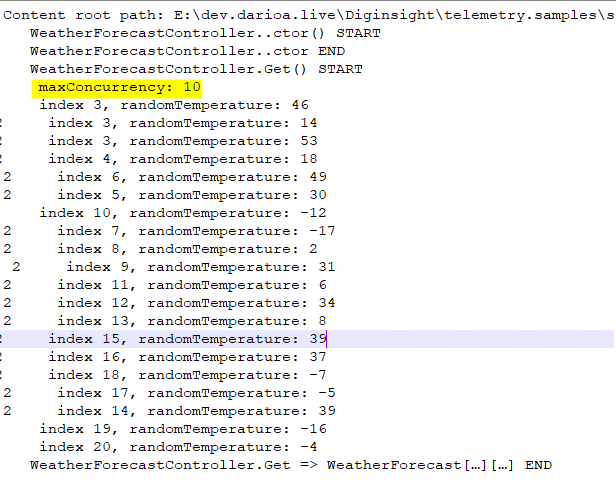 Content root path: E:\dev.darioa.live\Diginsight\telemetry.samples\s
WeatherForecastController..ctor() START
WeatherForecastController..ctor END
WeatherForecastController.Get() START
maxConcurrency: 10
index 3, randomTemperature: 46
2 index 3, randomTemperature: 14
2 index 3, randomTemperature: 53
2 index 4, randomTemperature: 18
2 index 6, randomTemperature: 49
2 index 5, randomTemperature: 30
index 10, randomTemperature: -12
2 index 7, randomTemperature: -17
2 index 8, randomTemperature: 2
2 index 9, randomTemperature: 31
2 index 11, randomTemperature: 6
2 index 12, randomTemperature: 34
2 index 13, randomTemperature: 8
2 index 15, randomTemperature: 39
2 index 16, randomTemperature: 37
2 index 18, randomTemperature: -7
2 index 17, randomTemperature: -5
2 index 14, randomTemperature: 39
index 19, randomTemperature: -16
index 20, randomTemperature: -4
WeatherForecastController.Get => WeatherForecast[…][…] END